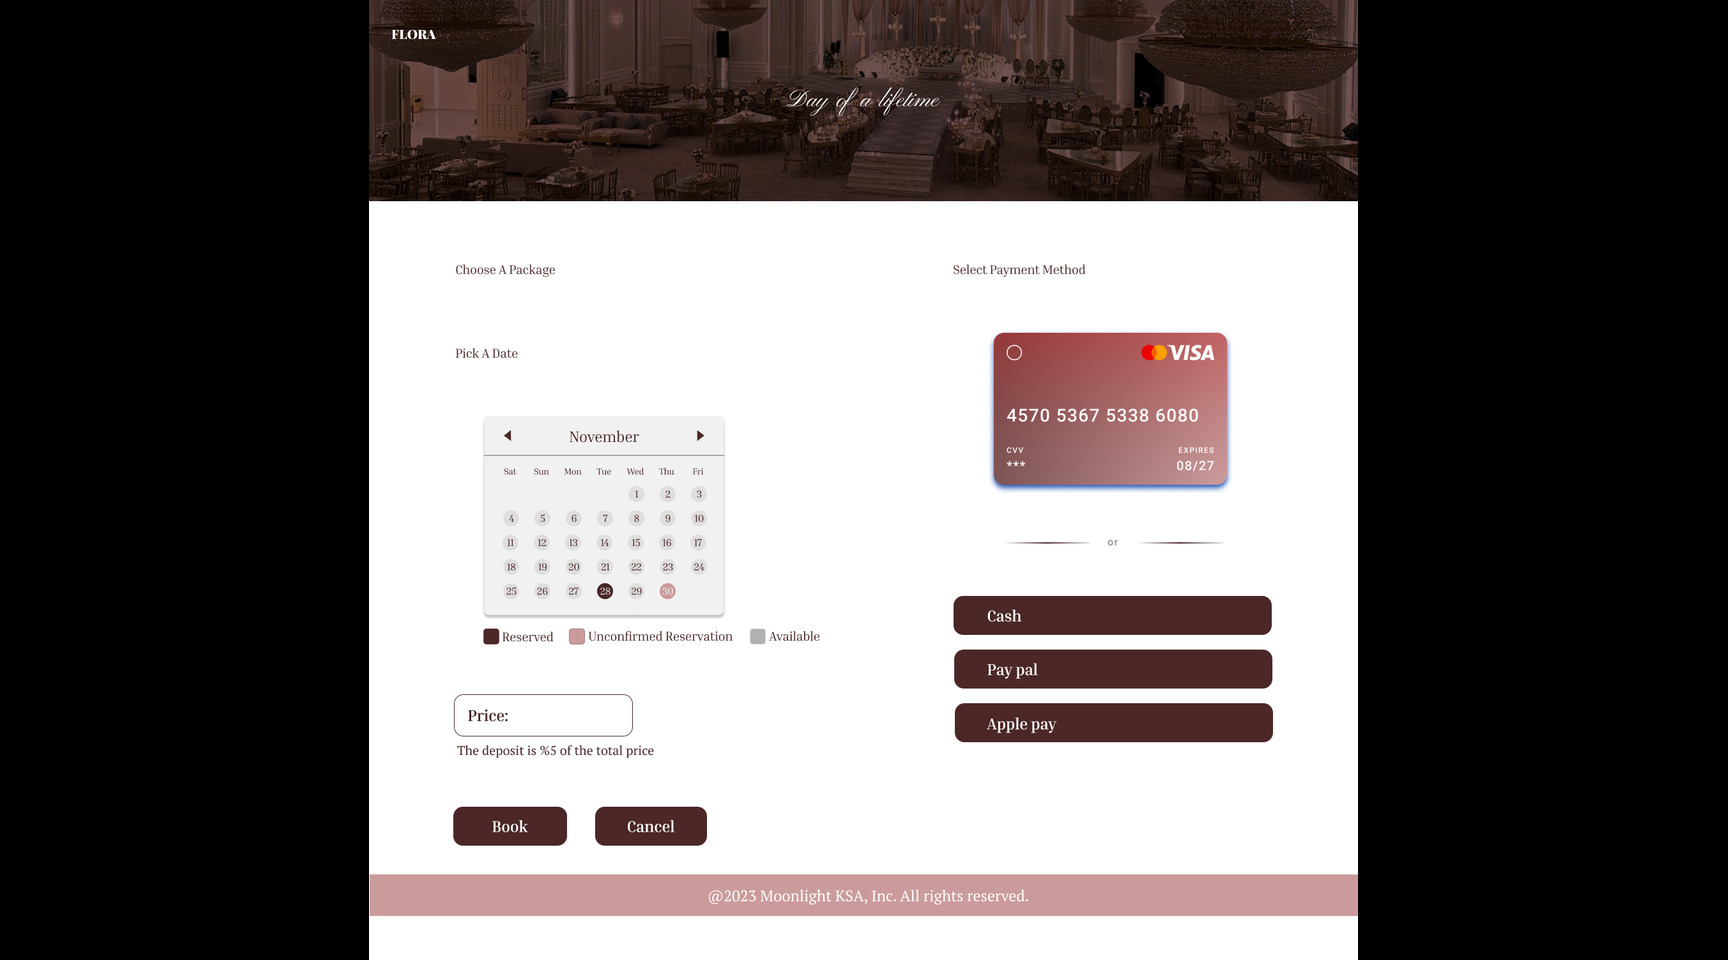 FLORA
Day of a lifetime
Choose A Package
Pick A Date
November
Sat Sun Mon Tue Wed Thu Fri
1 2 3
4 5 6 7 8 9 10
11 12 13 14 15 16 17
18 19 20 21 22 23 24
25 26 27 28 29 30
Reserved Unconfirmed Reservation Available
Price:
The deposit is %5 of the total price
Book Cancel
Select Payment Method
VISA
4570 5367 5338 6080
CVV EXPIRES
*** 08/27
or
Cash
Pay pal
Apple pay
@2023 Moonlight KSA, Inc. All rights reserved.